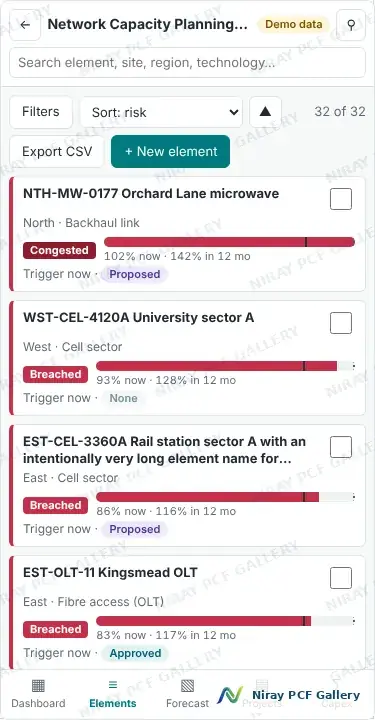 ← Network Capacity Planning... Demo data
Search element, site, region, technology...
Filters Sort: risk ▲ 32 of 32
Export CSV + New element
NTH-MW-0177 Orchard Lane microwave
North · Backhaul link
Congested
102% now · 142% in 12 mo
Trigger now · Proposed
WST-CEL-4120A University sector A
West · Cell sector
Breached
93% now · 128% in 12 mo
Trigger now · None
EST-CEL-3360A Rail station sector A with an
intentionally very long element name for...
East · Cell sector
Breached
86% now · 116% in 12 mo
Trigger now · Proposed
EST-OLT-11 Kingsmead OLT
East · Fibre access (OLT)
Breached
83% now · 117% in 12 mo
Trigger now · Approved
Dashboard Elements Forecast Projects Capex
Niray PCF Gallery
NIRAY PCF GALLERY